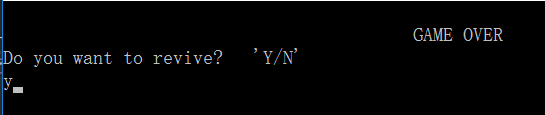 GAME OVER
Do you want to revive? 'Y/N'
y